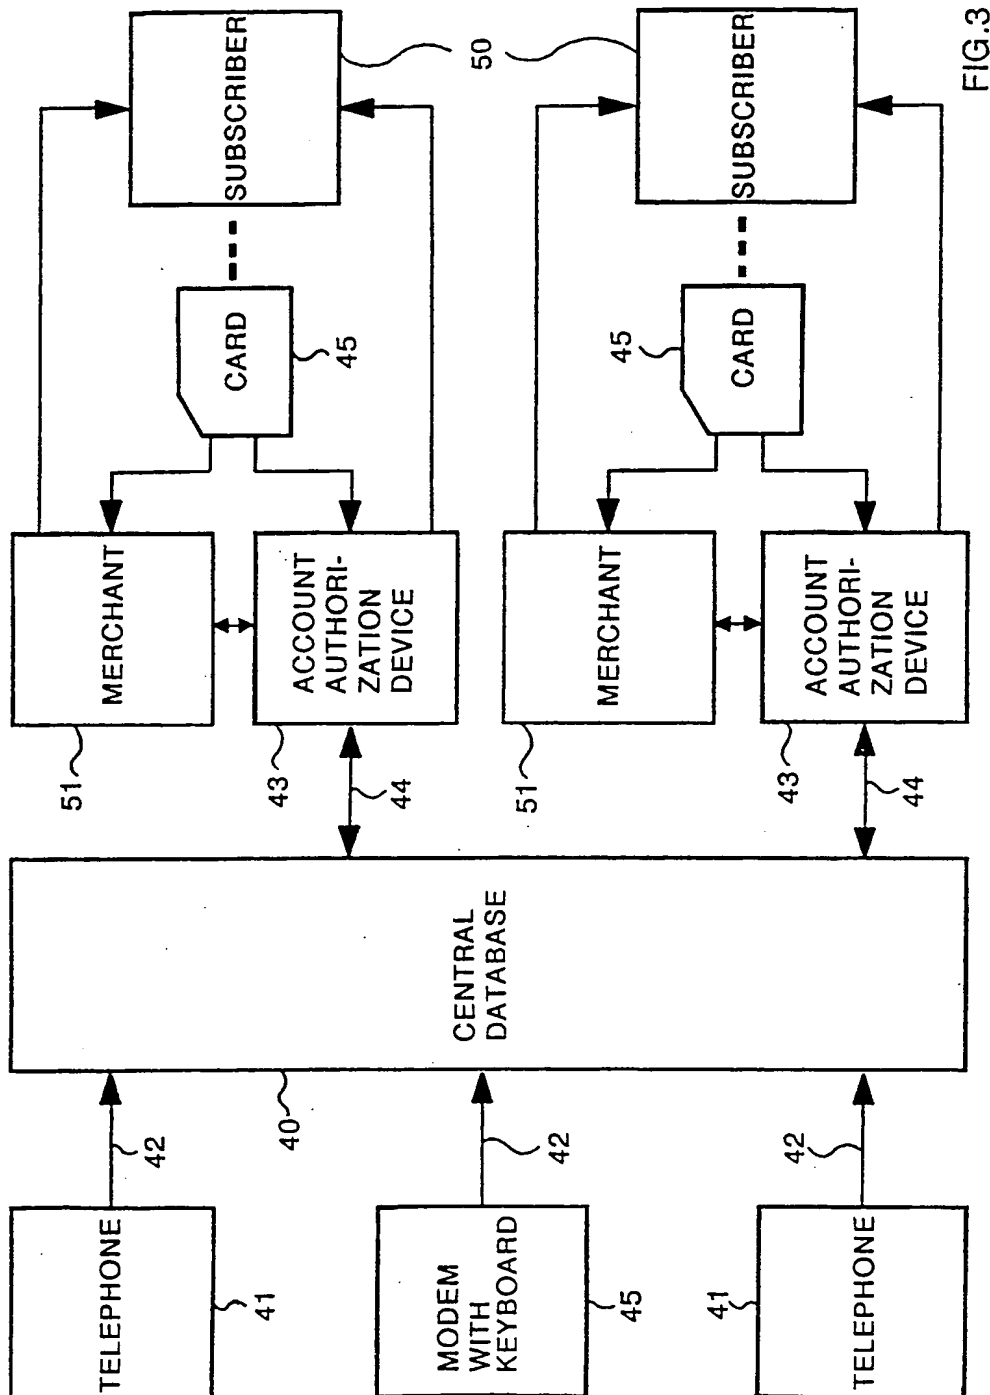 TELEPHONE
41
42
MODEM
WITH
KEYBOARD
45
42
TELEPHONE
41
42
CENTRAL
DATABASE
40
MERCHANT
51
ACCOUNT
AUTHORI-
ZATION
DEVICE
43
44
CARD
45
SUBSCRIBER
50
MERCHANT
51
ACCOUNT
AUTHORI-
ZATION
DEVICE
43
44
CARD
45
SUBSCRIBER
FIG.3